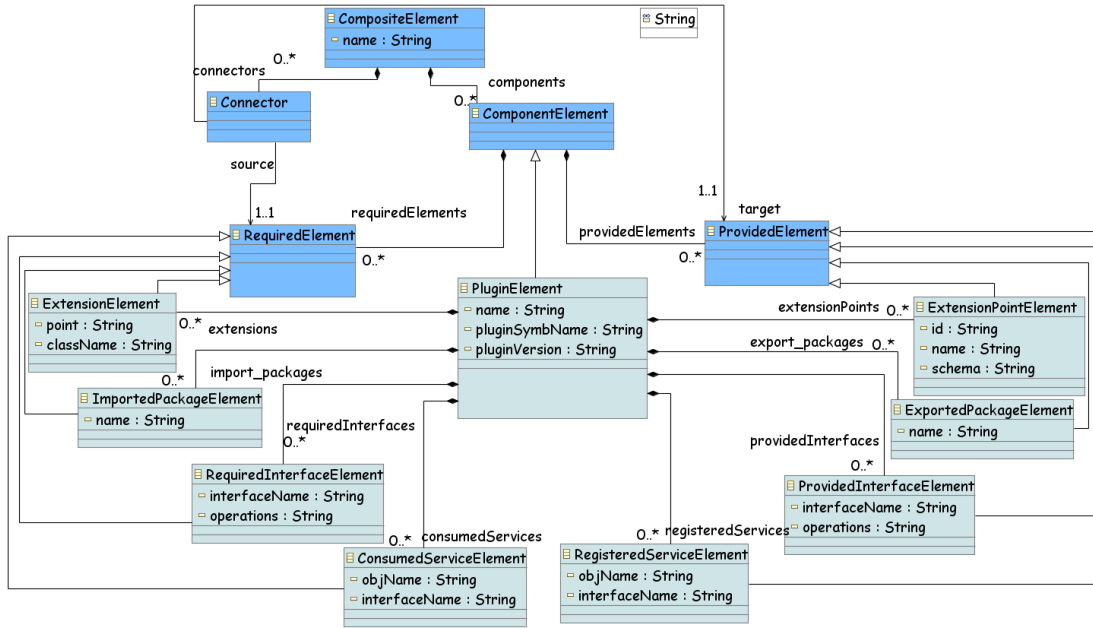 CompositeElement
name : String
String
0..*
connectors
components
0..*
Connector
ComponentElement
source
1..1
requiredElements
1..1
target
providedElements
RequiredElement
0..*
ProvidedElement
0..*
ExtensionElement
point : String
className : String
0..*
extensions
PluginElement
name : String
pluginSymbName : String
pluginVersion : String
extensionPoints
0..*
ExtensionPointElement
id : String
name : String
schema : String
export_packages
0..*
import_packages
0..*
ImportedPackageElement
name : String
ExportedPackageElement
name : String
requiredInterfaces
0..*
providedInterfaces
0..*
RequiredInterfaceElement
interfaceName : String
operations : String
ProvidedInterfaceElement
interfaceName : String
operations : String
0..*
consumedServices
0..*
registeredServices
ConsumedServiceElement
objName : String
interfaceName : String
RegisteredServiceElement
objName : String
interfaceName : String